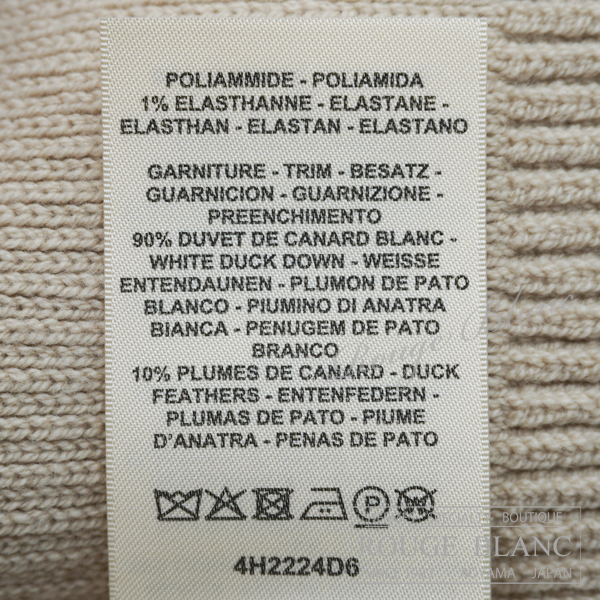 POLIAMMIDE - POLIAMIDA
1% ELASTHANNE - ELASTANE -
ELASTHAN - ELASTAN - ELASTANO
GARNITURE - TRIM - BESATZ -
GUARNICION - GUARNIZIONE -
PREENCHIMENTO
90% DUVET DE CANARD BLANC -
WHITE DUCK DOWN - WEISSE
ENTENDAUNEN - PLUMON DE PATO
BLANCO - PIUMINO DI ANATRA
BIANCA - PENUGEM DE PATO
BRANCO
10% PLUMES DE CANARD - DUCK
FEATHERS - ENTENFEDERN -
PLUMAS DE PATO - PIUME
D'ANATRA - PENAS DE PATO
P
BOUTIQUE
ROUGE BLANC
JAPAN
4H2224D6